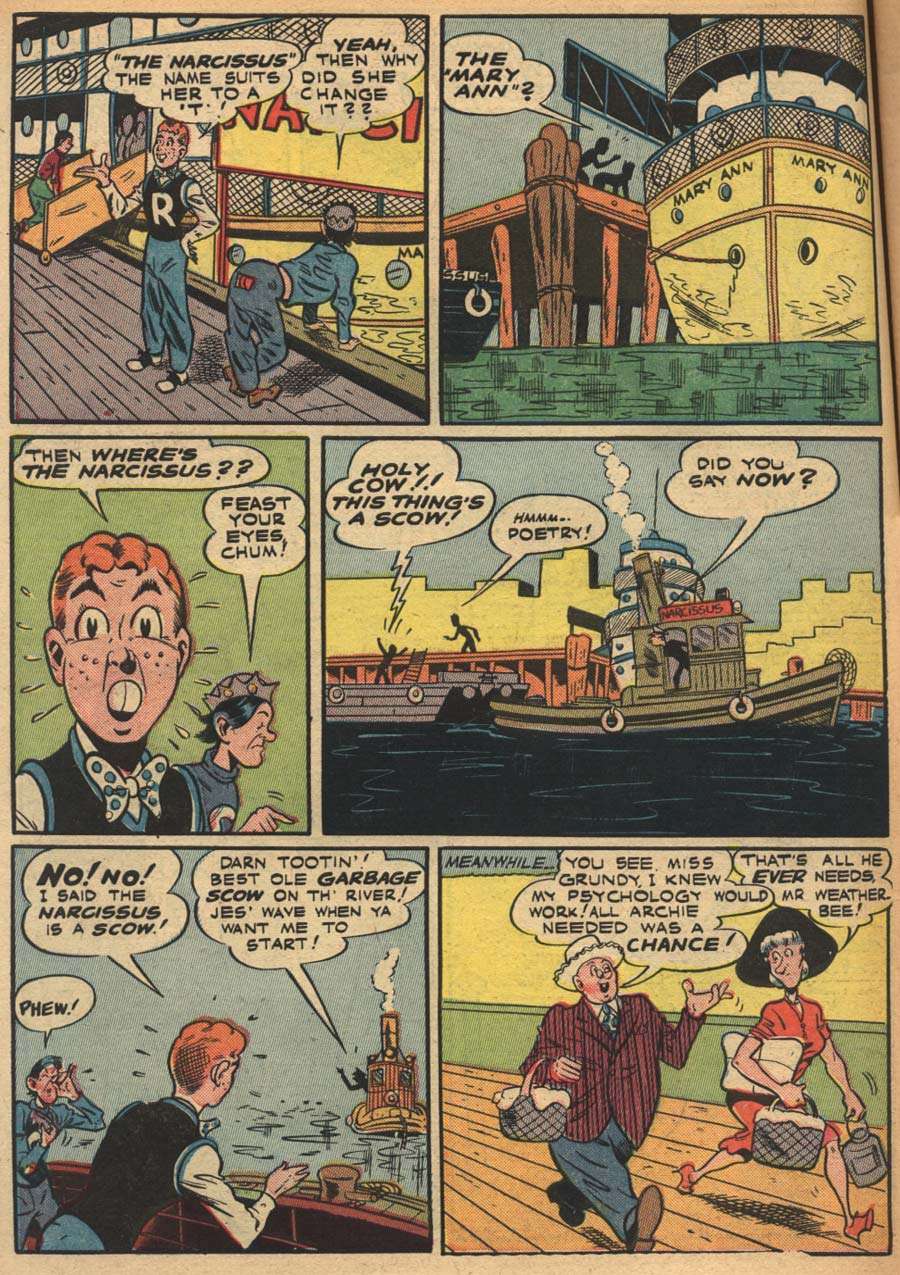 "THE NARCISSUS"
THE NAME SUITS
HER TO A
'T'!
YEAH,
THEN WHY
DID SHE
CHANGE
IT??
NARCI
R
MA
THE
"MARY
ANN"?
MARY ANN
MARY ANN
SSUS
THEN WHERE'S
THE NARCISSUS??
FEAST
YOUR
EYES,
CHUM!
HOLY
COW!!!
THIS THING'S
A SCOW!
HMMM...
POETRY!
DID YOU
SAY NOW?
NARCISSUS
NO! NO!
I SAID THE
NARCISSUS
IS A SCOW!
DARN TOOTIN'!
BEST OLE GARBAGE
SCOW ON TH' RIVER!
JES' WAVE WHEN YA
WANT ME TO
START!
PHEW!
MEANWHILE...
YOU SEE, MISS
GRUNDY, I KNEW
MY PSYCHOLOGY WOULD
WORK! ALL ARCHIE
NEEDED WAS A
CHANCE!
THAT'S ALL HE
EVER NEEDS,
MR WEATHER-
BEE!